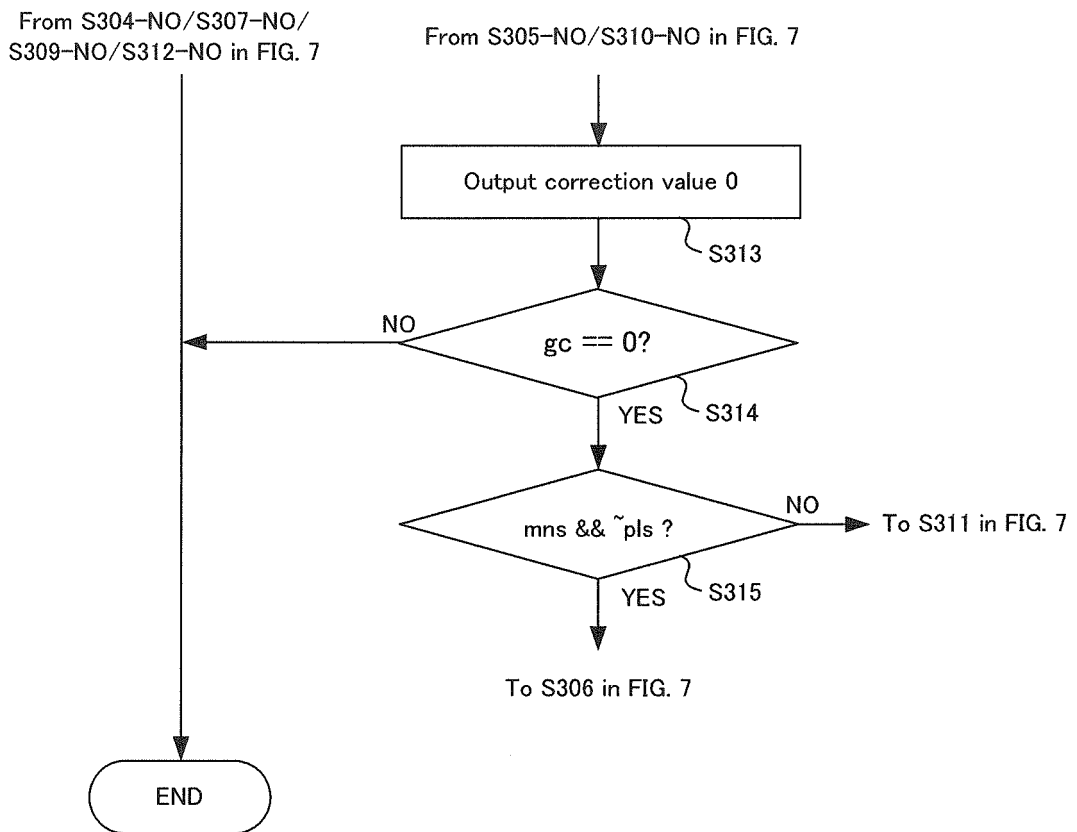 From S304-NO/S307-NO/
S309-NO/S312-NO in FIG. 7
From S305-NO/S310-NO in FIG. 7
Output correction value 0
S313
NO
gc == 0?
S314
YES
NO
mns && ~pls ?
To S311 in FIG. 7
S315
YES
To S306 in FIG. 7
END